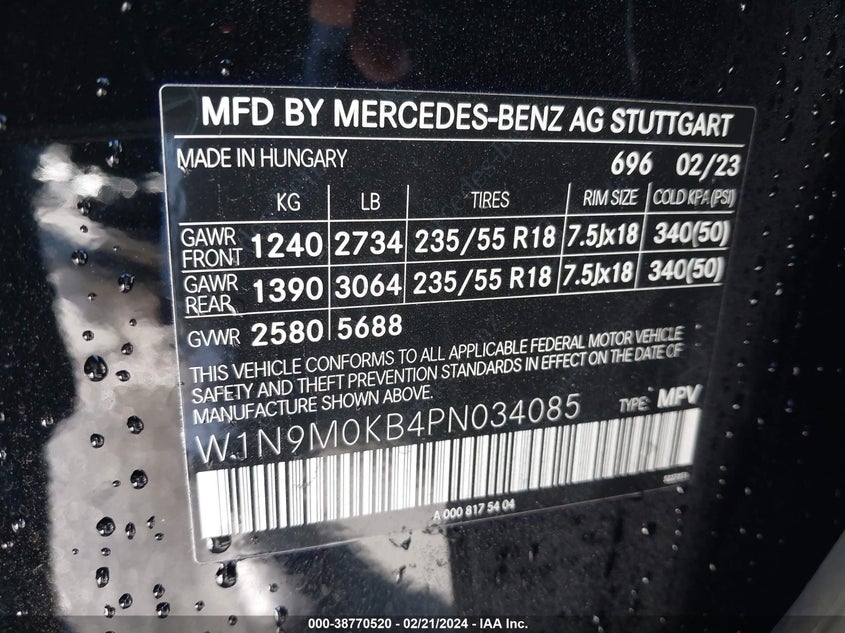 MFD BY MERCEDES-BENZ AG STUTTGART
MADE IN HUNGARY 696 02/23
KG LB TIRES RIM SIZE COLD KPA (PSI)
GAWR FRONT 1240 2734 235/55 R18 7.5Jx18 340(50)
GAWR REAR 1390 3064 235/55 R18 7.5Jx18 340(50)
GVWR 2580 5688
THIS VEHICLE CONFORMS TO ALL APPLICABLE FEDERAL MOTOR VEHICLE
SAFETY AND THEFT PREVENTION STANDARDS IN EFFECT ON THE DATE OF
MANUFACTURE SHOWN ABOVE.
W1N9M0KB4PN034085 TYPE: MPV
A 000 817 54 04
000-38770520 - 02/21/2024 - IAA Inc.